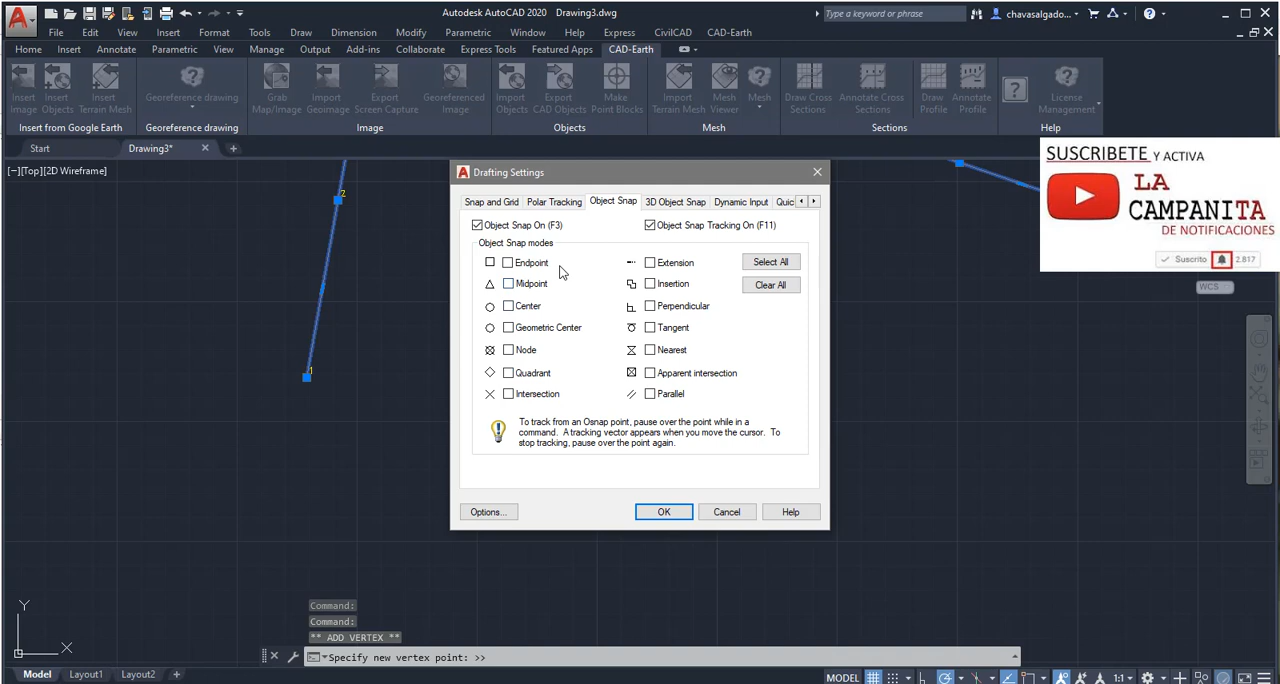 Autodesk AutoCAD 2020 Drawing3.dwg
Type a keyword or phrase
chavasalgado...
File Edit View Insert Format Tools Draw Dimension Modify Parametric Window Help Express CivilCAD CAD-Earth
Home Insert Annotate Parametric View Manage Output Add-ins Collaborate Express Tools Featured Apps CAD-Earth
Insert Image
Insert Objects
Insert Terrain Mesh
Georeference drawing
Grab Map/Image
Import Geoimage
Export Screen Capture
Georeferenced Image
Import Objects
Export CAD Objects
Make Point Blocks
Import Terrain Mesh
Mesh Viewer
Mesh
Draw Cross Sections
Annotate Cross Sections
Draw Profile
Annotate Profile
License Management
Insert from Google Earth
Georeference drawing
Image
Objects
Mesh
Sections
Help
Start Drawing3*
[−][Top][2D Wireframe]
SUSCRIBETE Y ACTIVA
LA
CAMPANITA
DE NOTIFICACIONES
Suscrito 2.817
WCS
2
1
Drafting Settings
Snap and Grid Polar Tracking Object Snap 3D Object Snap Dynamic Input Quic
Object Snap On (F3) Object Snap Tracking On (F11)
Object Snap modes
Endpoint Extension Select All
Midpoint Insertion Clear All
Center Perpendicular
Geometric Center Tangent
Node Nearest
Quadrant Apparent intersection
Intersection Parallel
To track from an Osnap point, pause over the point while in a
command. A tracking vector appears when you move the cursor. To
stop tracking, pause over the point again.
Options... OK Cancel Help
Y
X
Command:
Command:
** ADD VERTEX **
Specify new vertex point: >>
Model Layout1 Layout2 +
MODEL 1:1